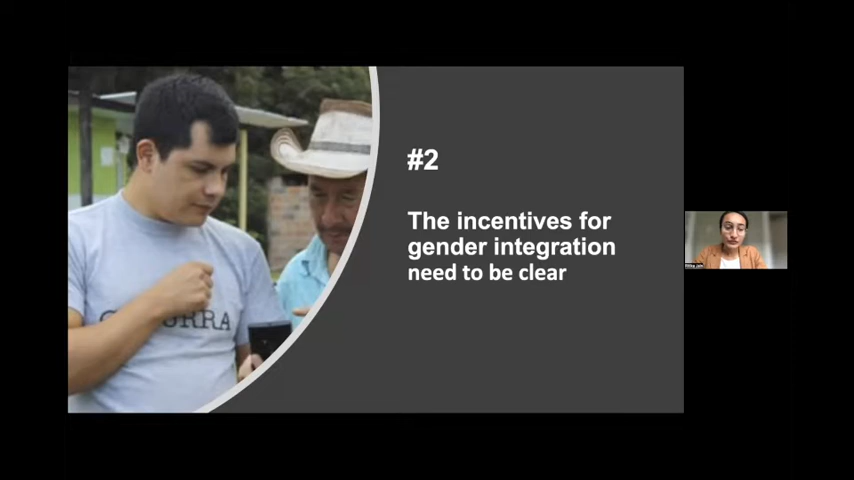 #2
The incentives for
gender integration
need to be clear